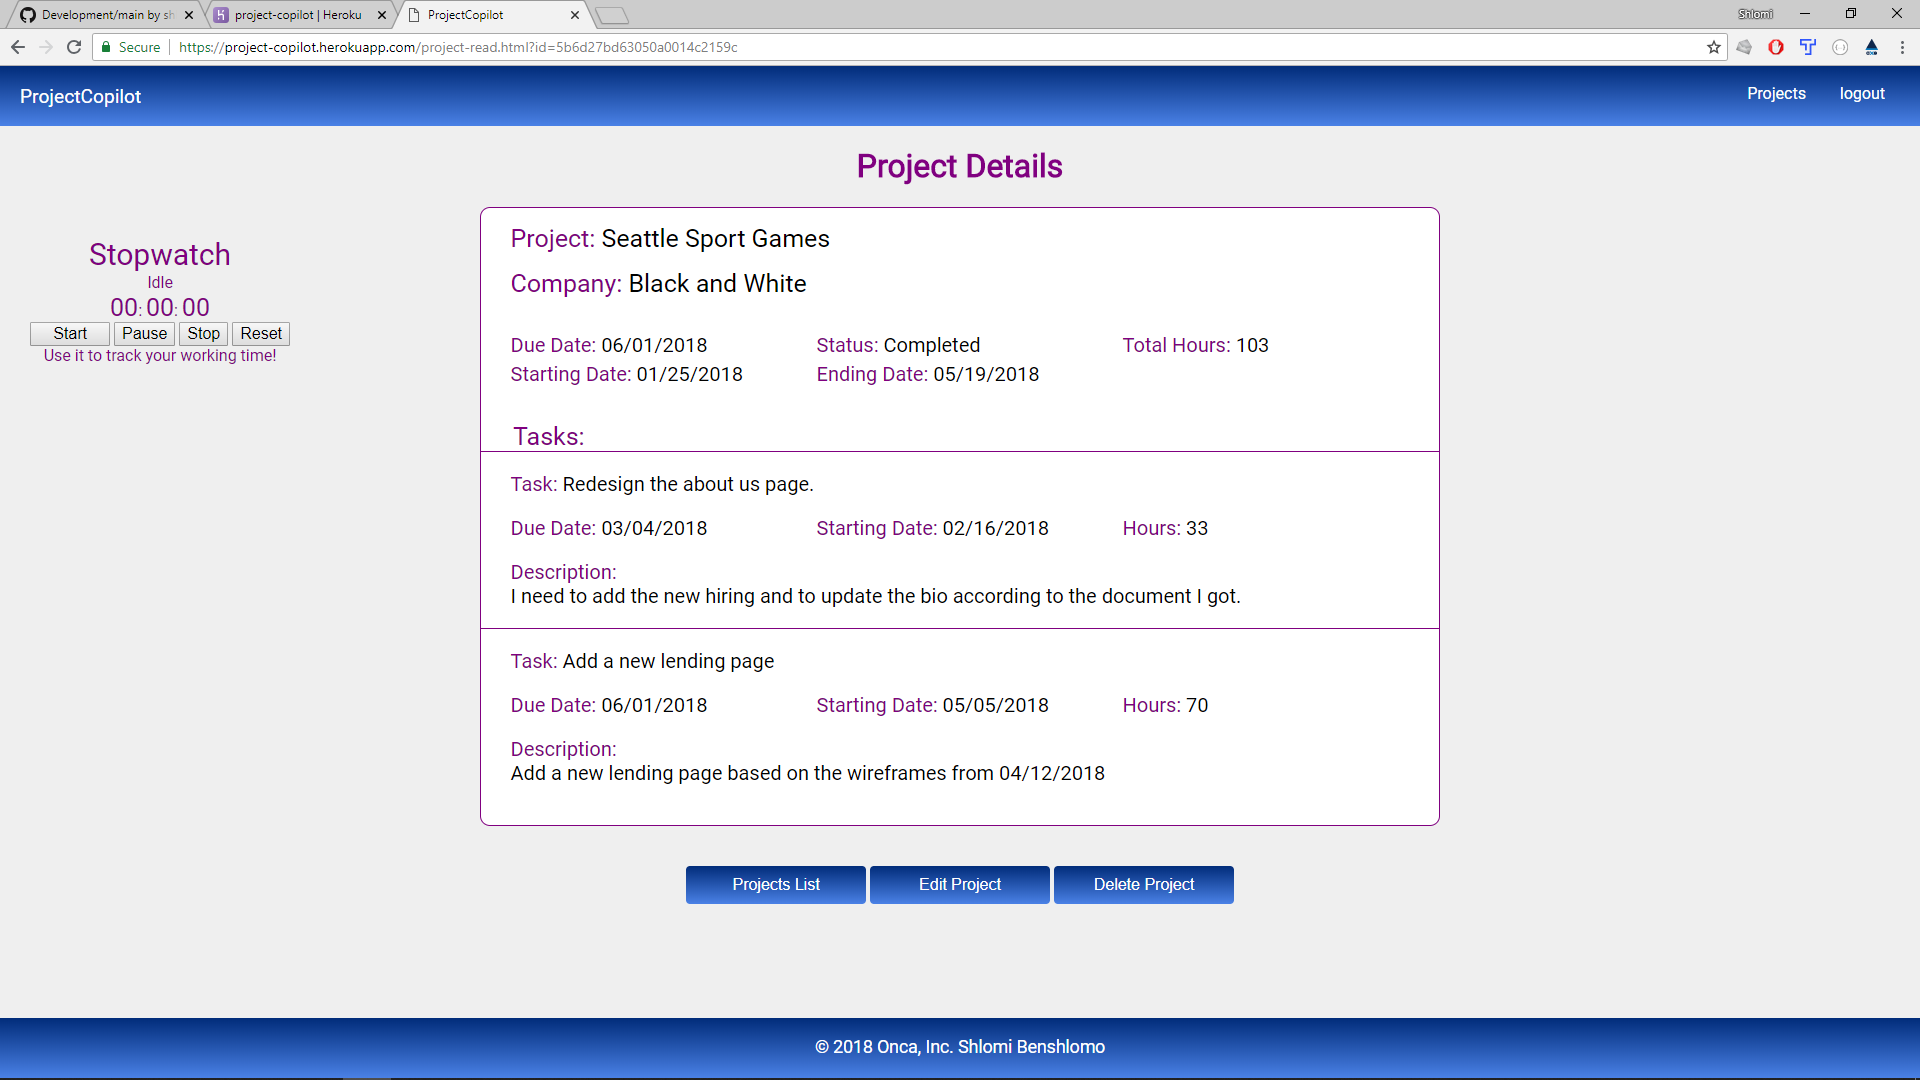 Development/main by sh
project-copilot | Heroku
ProjectCopilot
Shlomi
Secure
https://project-copilot.herokuapp.com/project-read.html?id=5b6d27bd63050a0014c2159c
ProjectCopilot
Projects
logout
Project Details
Stopwatch
Idle
00: 00: 00
Start Pause Stop Reset
Use it to track your working time!
Project: Seattle Sport Games
Company: Black and White
Due Date: 06/01/2018 Status: Completed Total Hours: 103
Starting Date: 01/25/2018 Ending Date: 05/19/2018
Tasks:
Task: Redesign the about us page.
Due Date: 03/04/2018 Starting Date: 02/16/2018 Hours: 33
Description:
I need to add the new hiring and to update the bio according to the document I got.
Task: Add a new lending page
Due Date: 06/01/2018 Starting Date: 05/05/2018 Hours: 70
Description:
Add a new lending page based on the wireframes from 04/12/2018
Projects List Edit Project Delete Project
© 2018 Onca, Inc. Shlomi Benshlomo